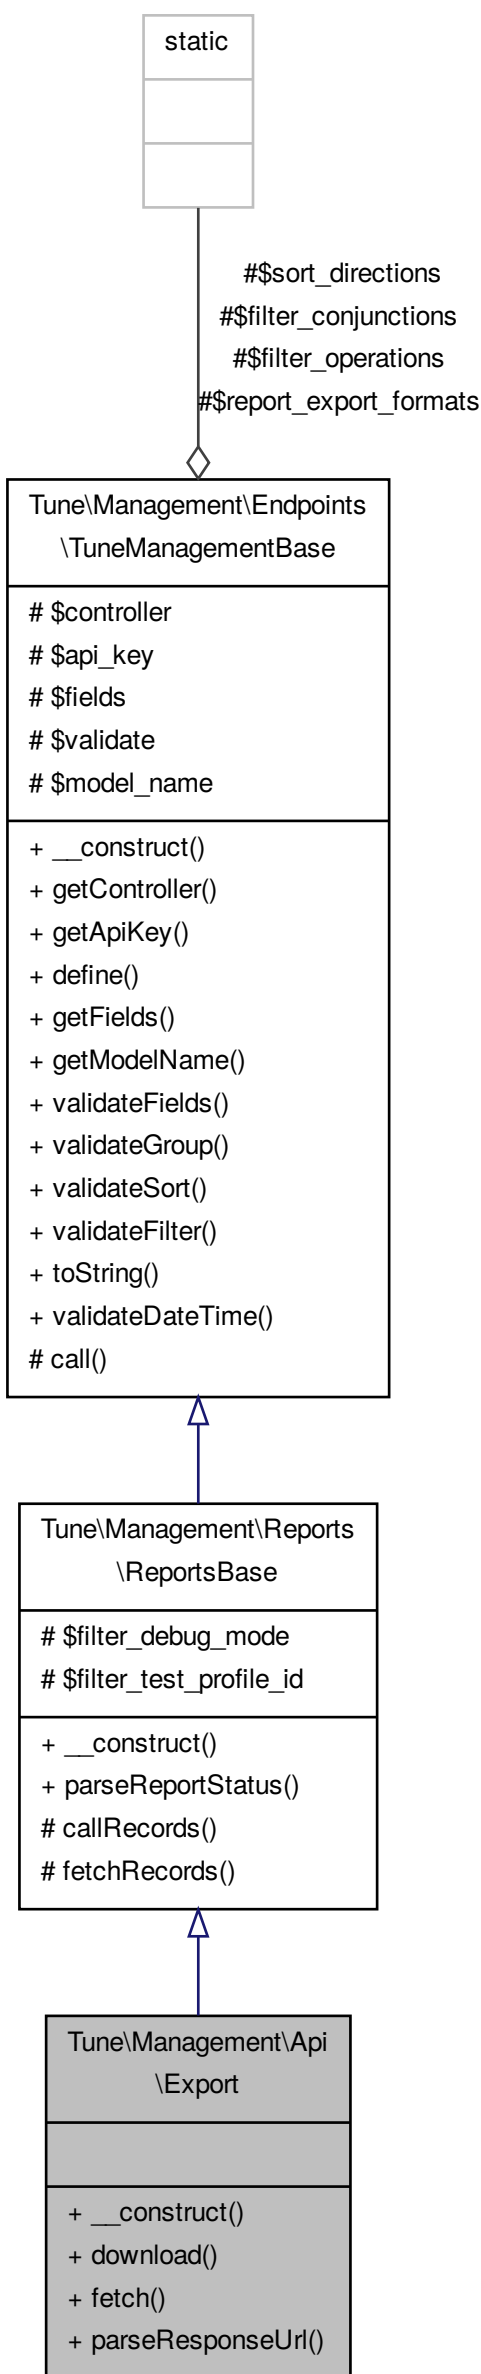 static
#$sort_directions
#$filter_conjunctions
#$filter_operations
#$report_export_formats
Tune\Management\Endpoints
\TuneManagementBase
# $controller
# $api_key
# $fields
# $validate
# $model_name
+ __construct()
+ getController()
+ getApiKey()
+ define()
+ getFields()
+ getModelName()
+ validateFields()
+ validateGroup()
+ validateSort()
+ validateFilter()
+ toString()
+ validateDateTime()
# call()
Tune\Management\Reports
\ReportsBase
# $filter_debug_mode
# $filter_test_profile_id
+ __construct()
+ parseReportStatus()
# callRecords()
# fetchRecords()
Tune\Management\Api
\Export
+ __construct()
+ download()
+ fetch()
+ parseResponseUrl()